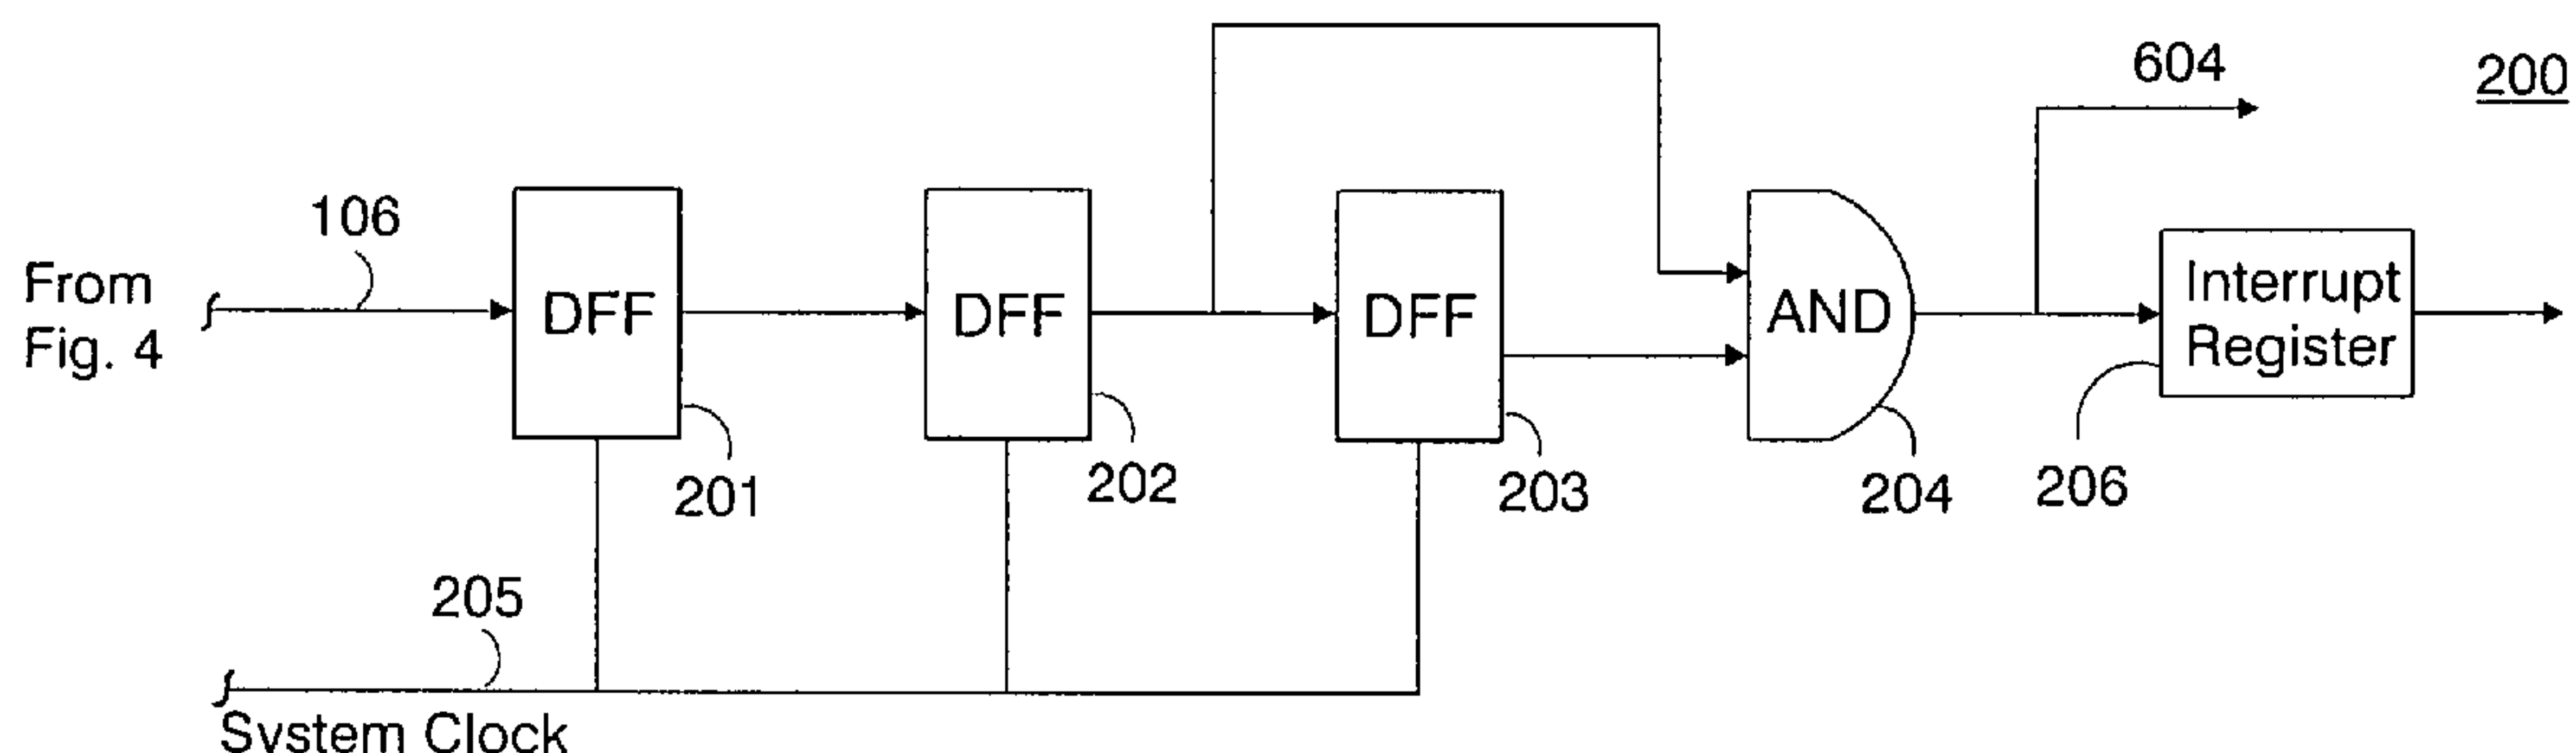 604
200
106
From
Fig. 4
DFF
DFF
DFF
AND
Interrupt
Register
201
202
203
204
206
205
System Clock